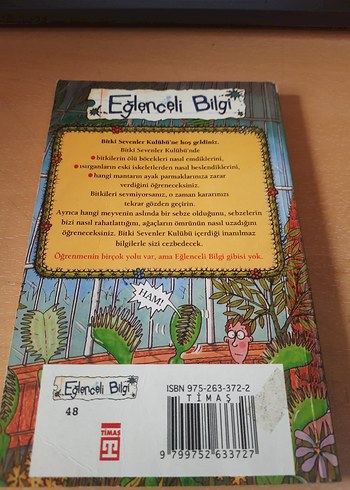 Eğlenceli Bilgi
Bitki Sevenler Kulübü'ne hoş geldiniz.
Bitki Sevenler Kulübü'nde
bitkilerin ölü böcekleri nasıl emdiklerini,
ısırganların eski iskeletlerden nasıl beslendiklerini,
hangi mantarın ayak parmaklarınıza zarar
verdiğini öğreneceksiniz.
Bitkileri sevmiyorsanız, o zaman kararınızı
tekrar gözden geçirin.
Ayrıca hangi meyvenin aslında bir sebze olduğunu, sebzelerin
bizi nasıl rahatlattığını, ağaçların ömrünün nasıl uzadığını
öğreneceksiniz. Bitki Sevenler Kulübü içerdiği inanılmaz
bilgilerle sizi cezbedecek.
Öğrenmenin birçok yolu var, ama Eğlenceli Bilgi gibisi yok.
HAM!
Eğlenceli Bilgi
48
TİMAŞ
ISBN 975-263-372-2
TİMAŞ
9 799752 633727